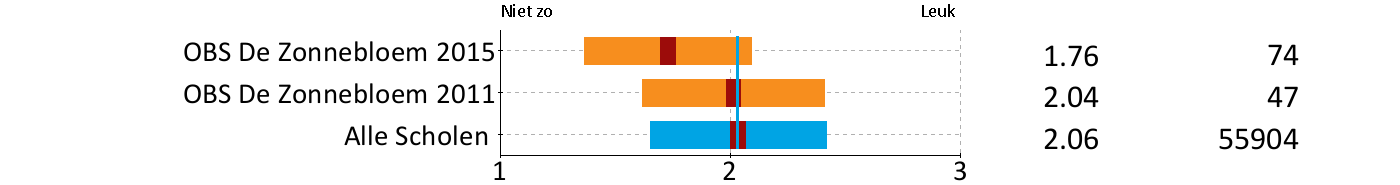 Niet zo Leuk
OBS De Zonnebloem 2015 1.76 74
OBS De Zonnebloem 2011 2.04 47
Alle Scholen 2.06 55904
1 2 3